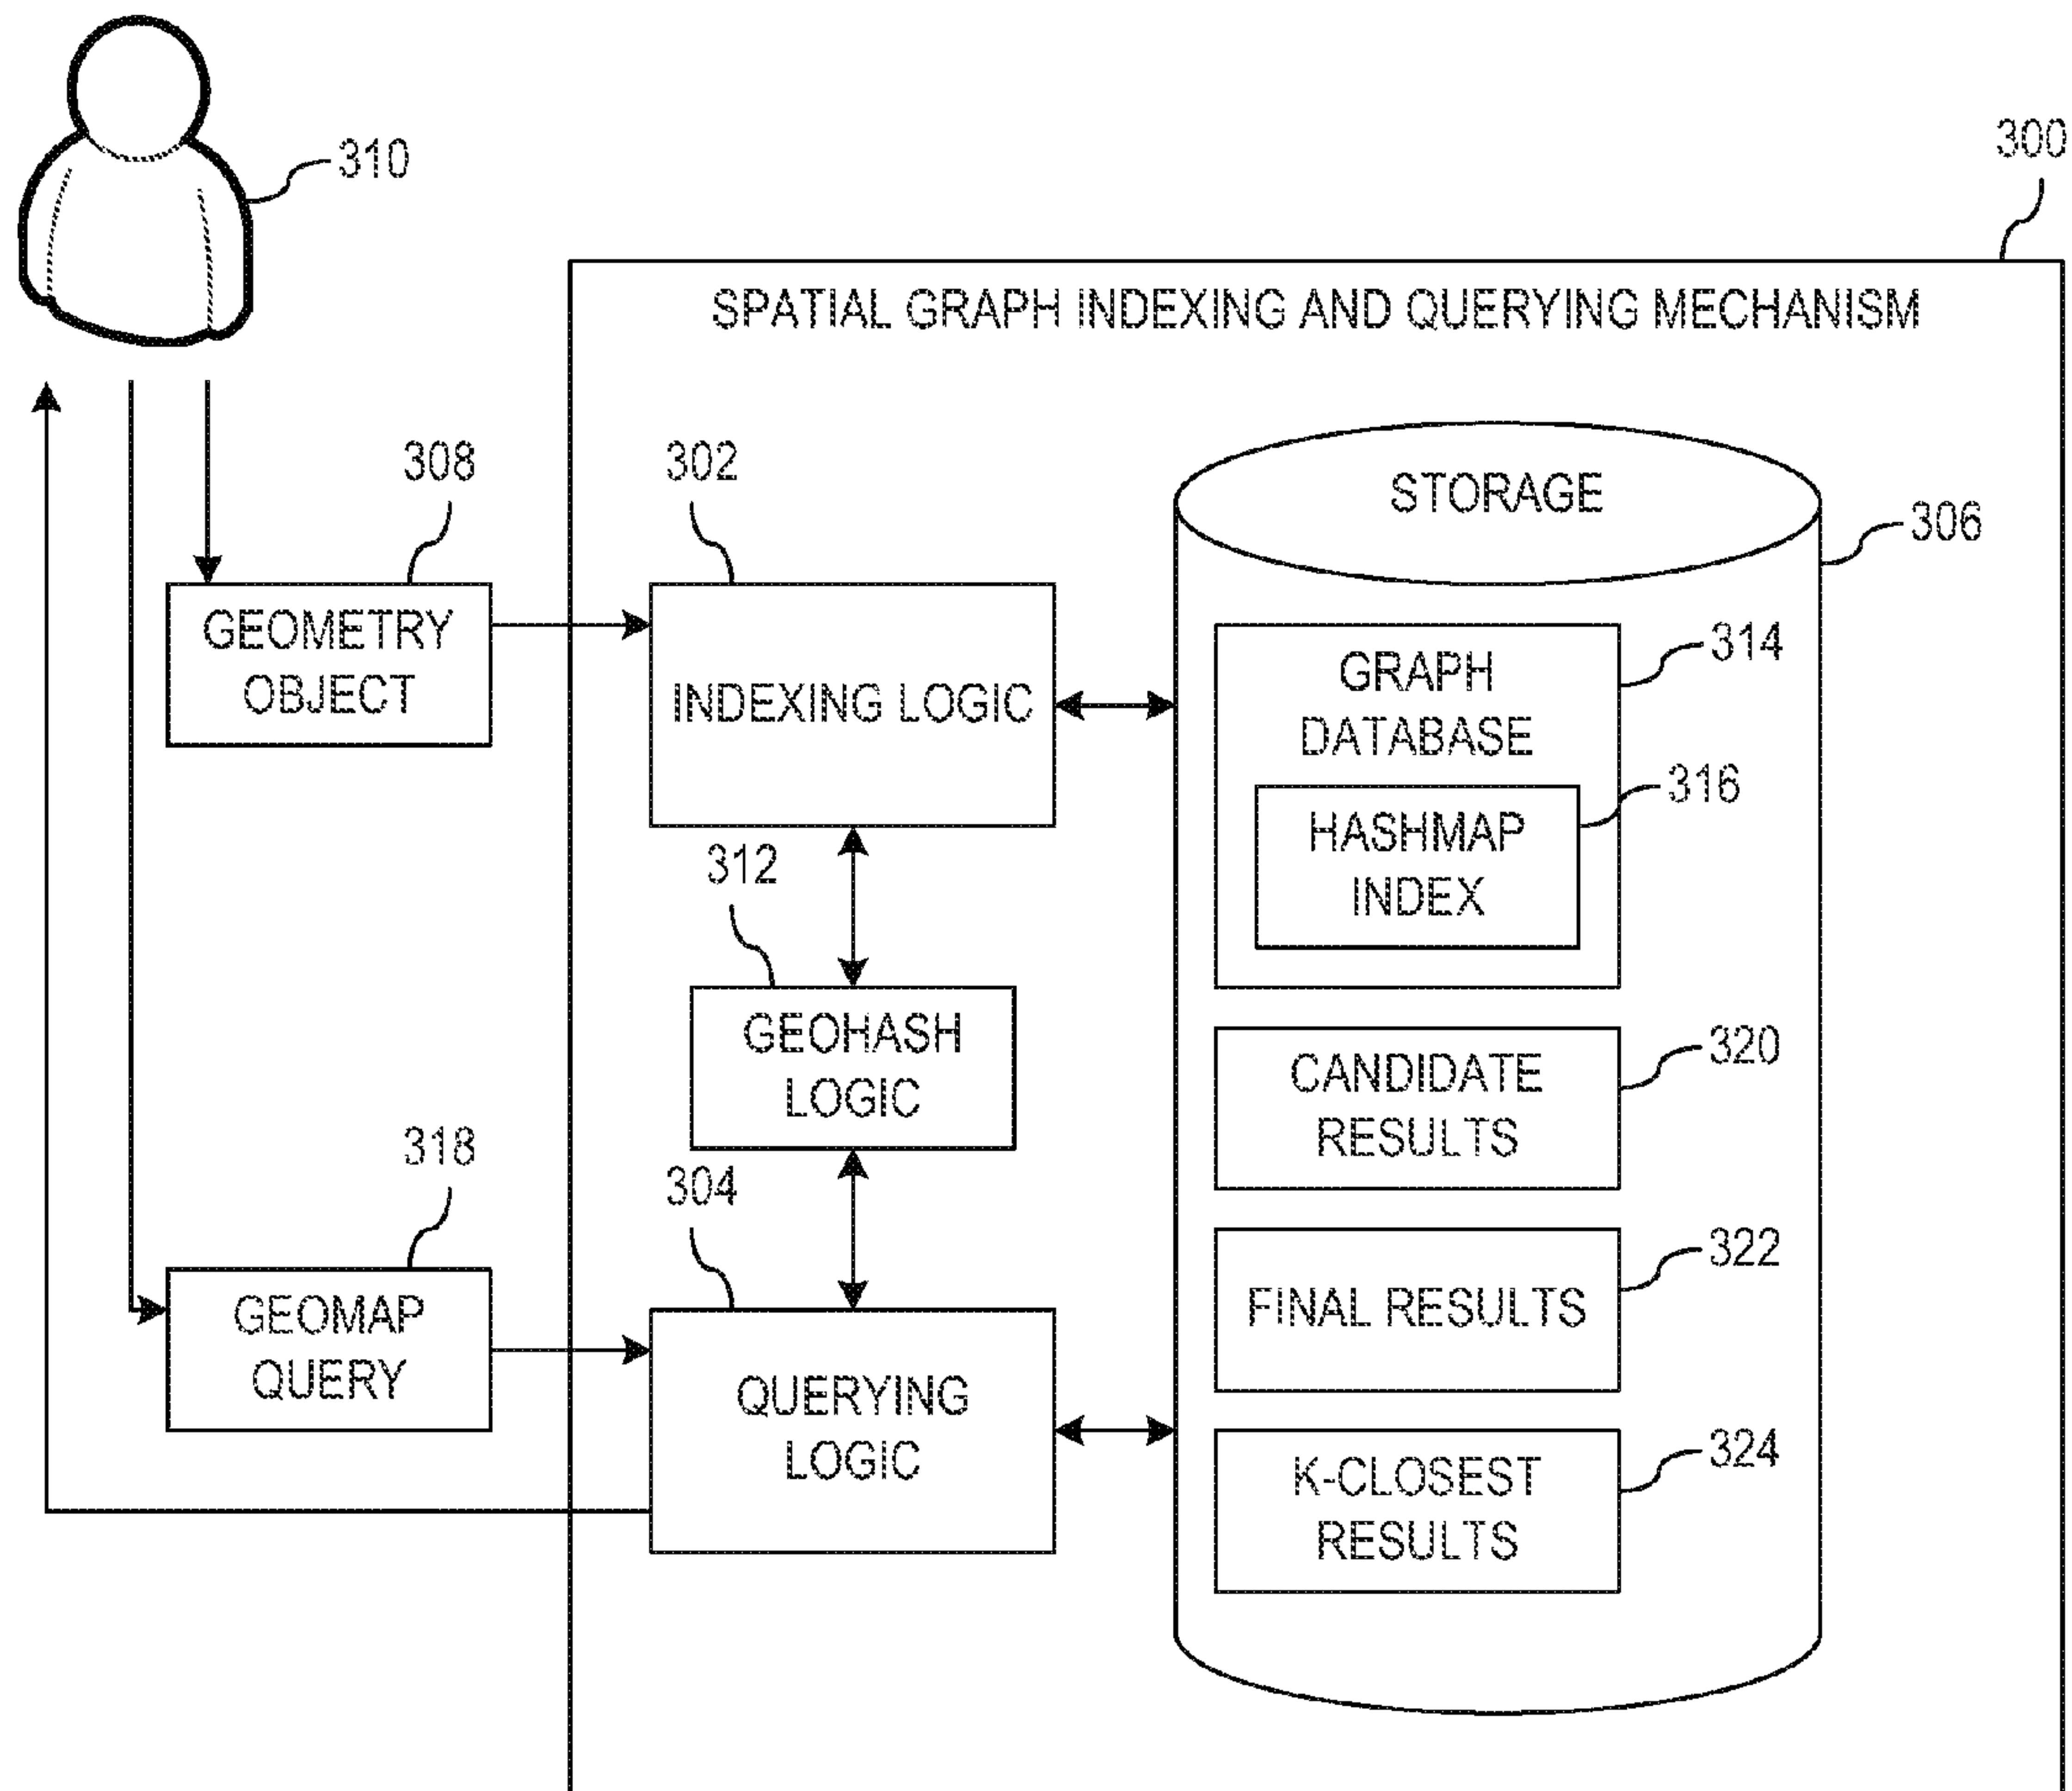 310
300
SPATIAL GRAPH INDEXING AND QUERYING MECHANISM
308
302
STORAGE
306
GEOMETRY
OBJECT
INDEXING LOGIC
GRAPH
DATABASE
314
HASHMAP
INDEX
316
312
GEOHASH
LOGIC
CANDIDATE
RESULTS
320
318
304
GEOMAP
QUERY
QUERYING
LOGIC
FINAL RESULTS
322
K-CLOSEST
RESULTS
324